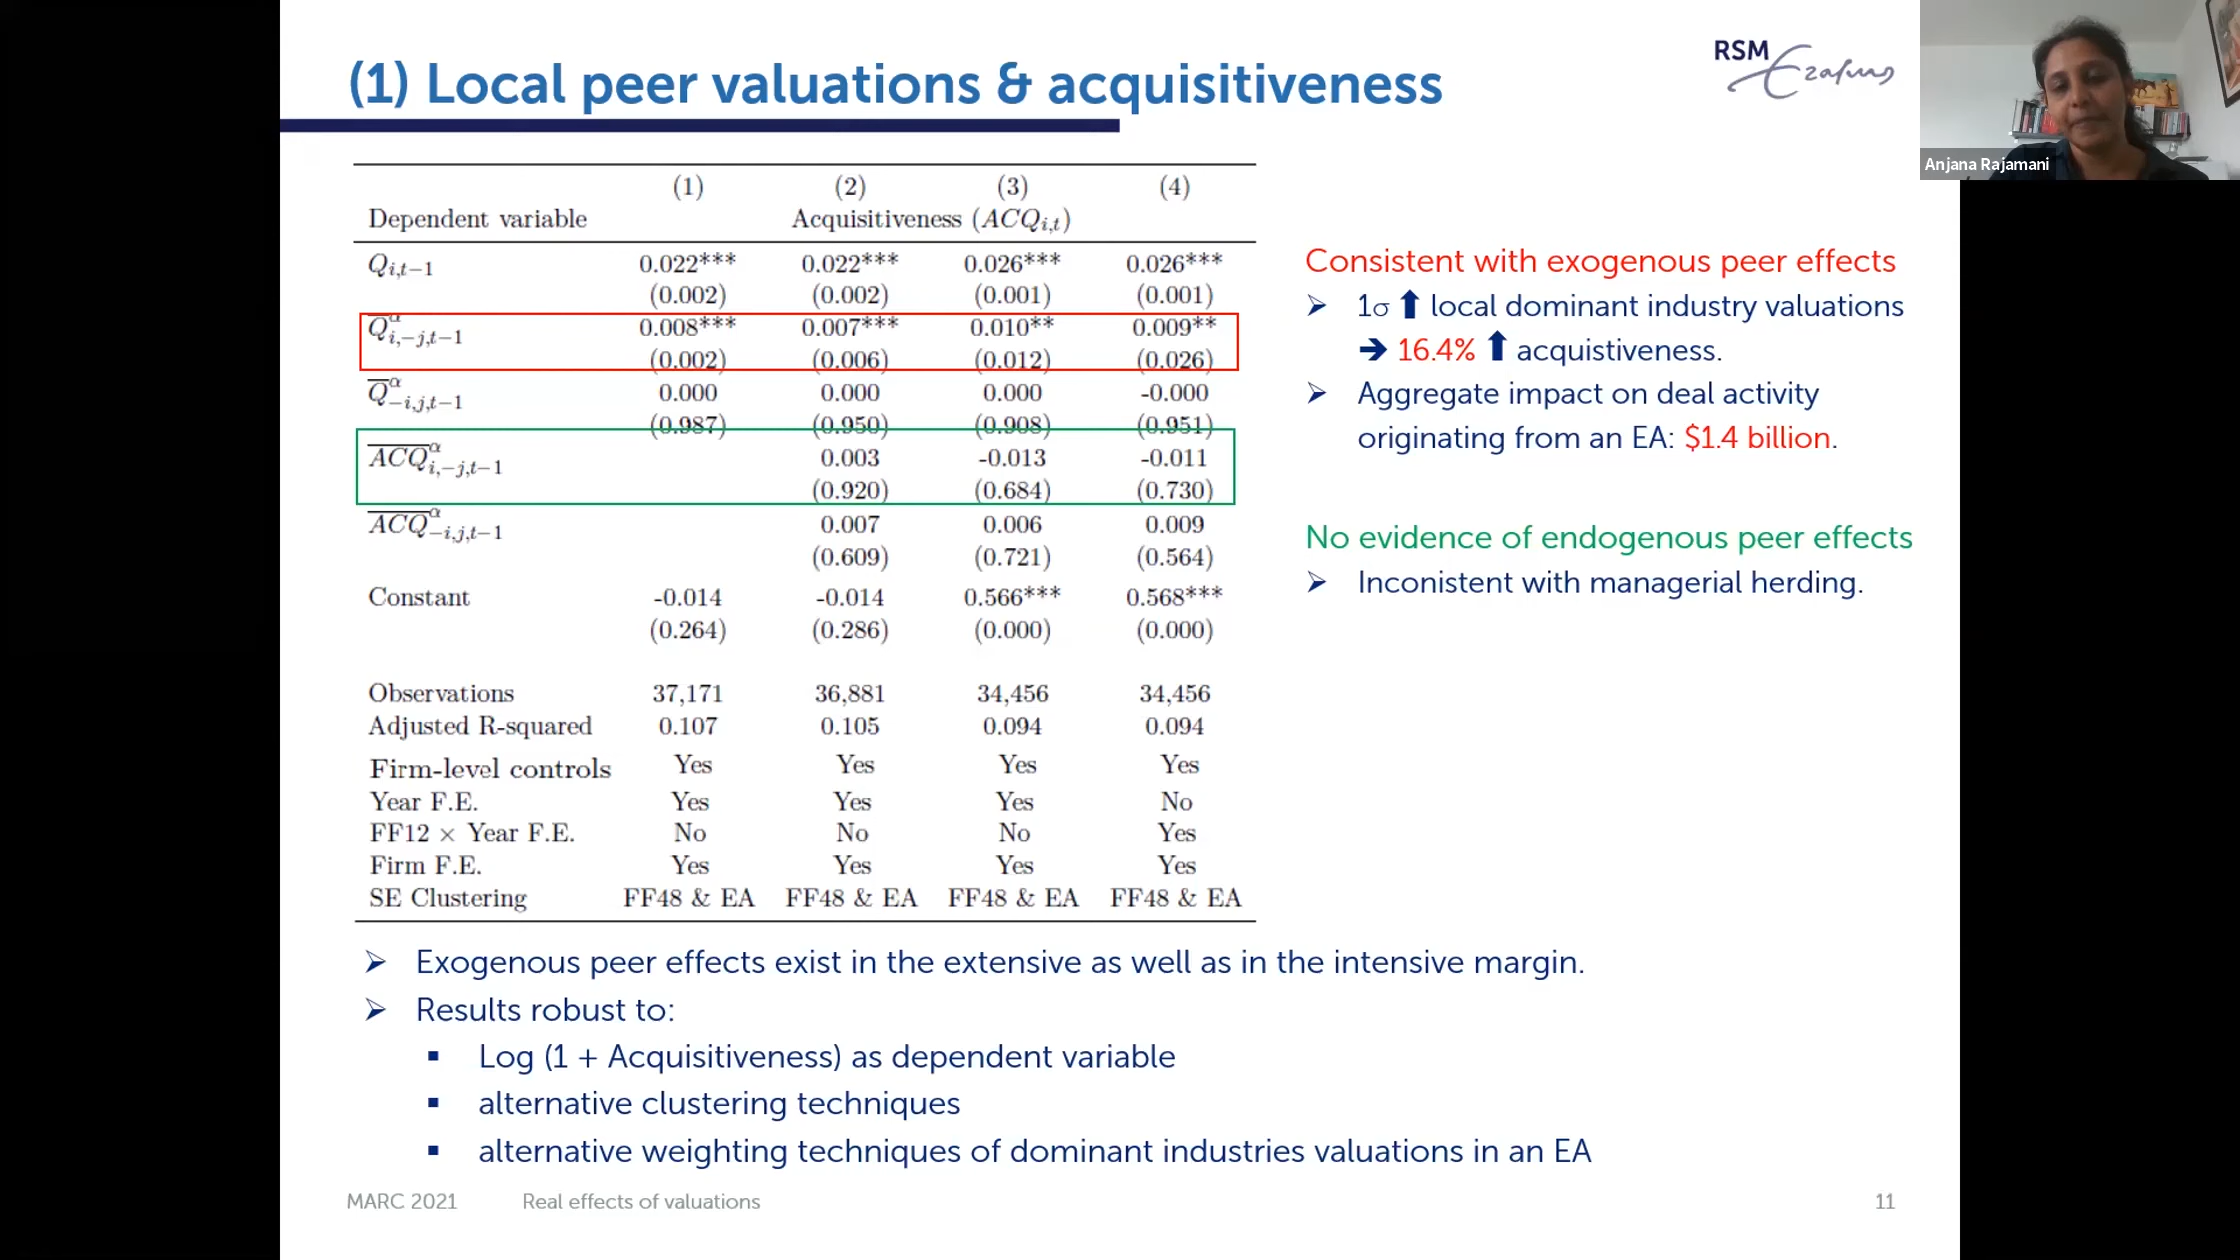 (1) Local peer valuations & acquisitiveness
RSM
Erasmus
Anjana Rajamani
(1) (2) (3) (4)
Dependent variable Acquisitiveness (ACQ_{i,t})
Q_{i,t−1} 0.022*** 0.022*** 0.026*** 0.026***
(0.002) (0.002) (0.001) (0.001)
Q̅^α_{i,−j,t−1} 0.008*** 0.007*** 0.010** 0.009**
(0.002) (0.006) (0.012) (0.026)
Q̅^α_{−i,j,t−1} 0.000 0.000 0.000 -0.000
(0.987) (0.950) (0.908) (0.951)
A̅C̅Q̅^α_{i,−j,t−1} 0.003 -0.013 -0.011
(0.920) (0.684) (0.730)
A̅C̅Q̅^α_{−i,j,t−1} 0.007 0.006 0.009
(0.609) (0.721) (0.564)
Constant -0.014 -0.014 0.566*** 0.568***
(0.264) (0.286) (0.000) (0.000)
Observations 37,171 36,881 34,456 34,456
Adjusted R-squared 0.107 0.105 0.094 0.094
Firm-level controls Yes Yes Yes Yes
Year F.E. Yes Yes Yes No
FF12 × Year F.E. No No No Yes
Firm F.E. Yes Yes Yes Yes
SE Clustering FF48 & EA FF48 & EA FF48 & EA FF48 & EA
Consistent with exogenous peer effects
➢ 1σ ⬆ local dominant industry valuations
➔ 16.4% ⬆ acquistiveness.
➢ Aggregate impact on deal activity
originating from an EA: $1.4 billion.
No evidence of endogenous peer effects
➢ Inconistent with managerial herding.
➢ Exogenous peer effects exist in the extensive as well as in the intensive margin.
➢ Results robust to:
▪ Log (1 + Acquisitiveness) as dependent variable
▪ alternative clustering techniques
▪ alternative weighting techniques of dominant industries valuations in an EA
MARC 2021 Real effects of valuations 11